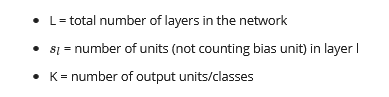 • L = total number of layers in the network
• sₗ = number of units (not counting bias unit) in layer l
• K = number of output units/classes